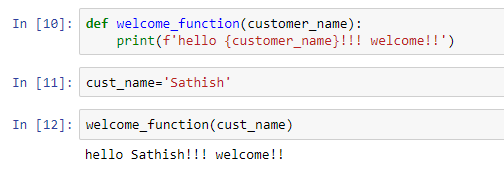 In [10]: def welcome_function(customer_name):
    print(f'hello {customer_name}!!! welcome!!')
In [11]: cust_name='Sathish'
In [12]: welcome_function(cust_name)
hello Sathish!!! welcome!!